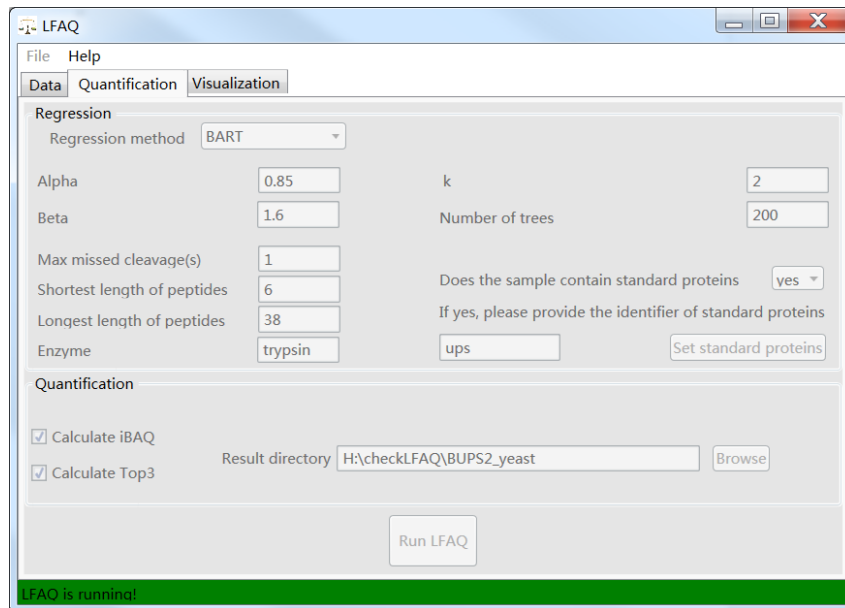 LFAQ
File Help
Data Quantification Visualization
Regression
Regression method BART
Alpha 0.85 k 2
Beta 1.6 Number of trees 200
Max missed cleavage(s) 1
Does the sample contain standard proteins yes
Shortest length of peptides 6
If yes, please provide the identifier of standard proteins
Longest length of peptides 38
Enzyme trypsin ups Set standard proteins
Quantification
Calculate iBAQ
Result directory H:\checkLFAQ\BUPS2_yeast Browse
Calculate Top3
Run LFAQ
LFAQ is running!